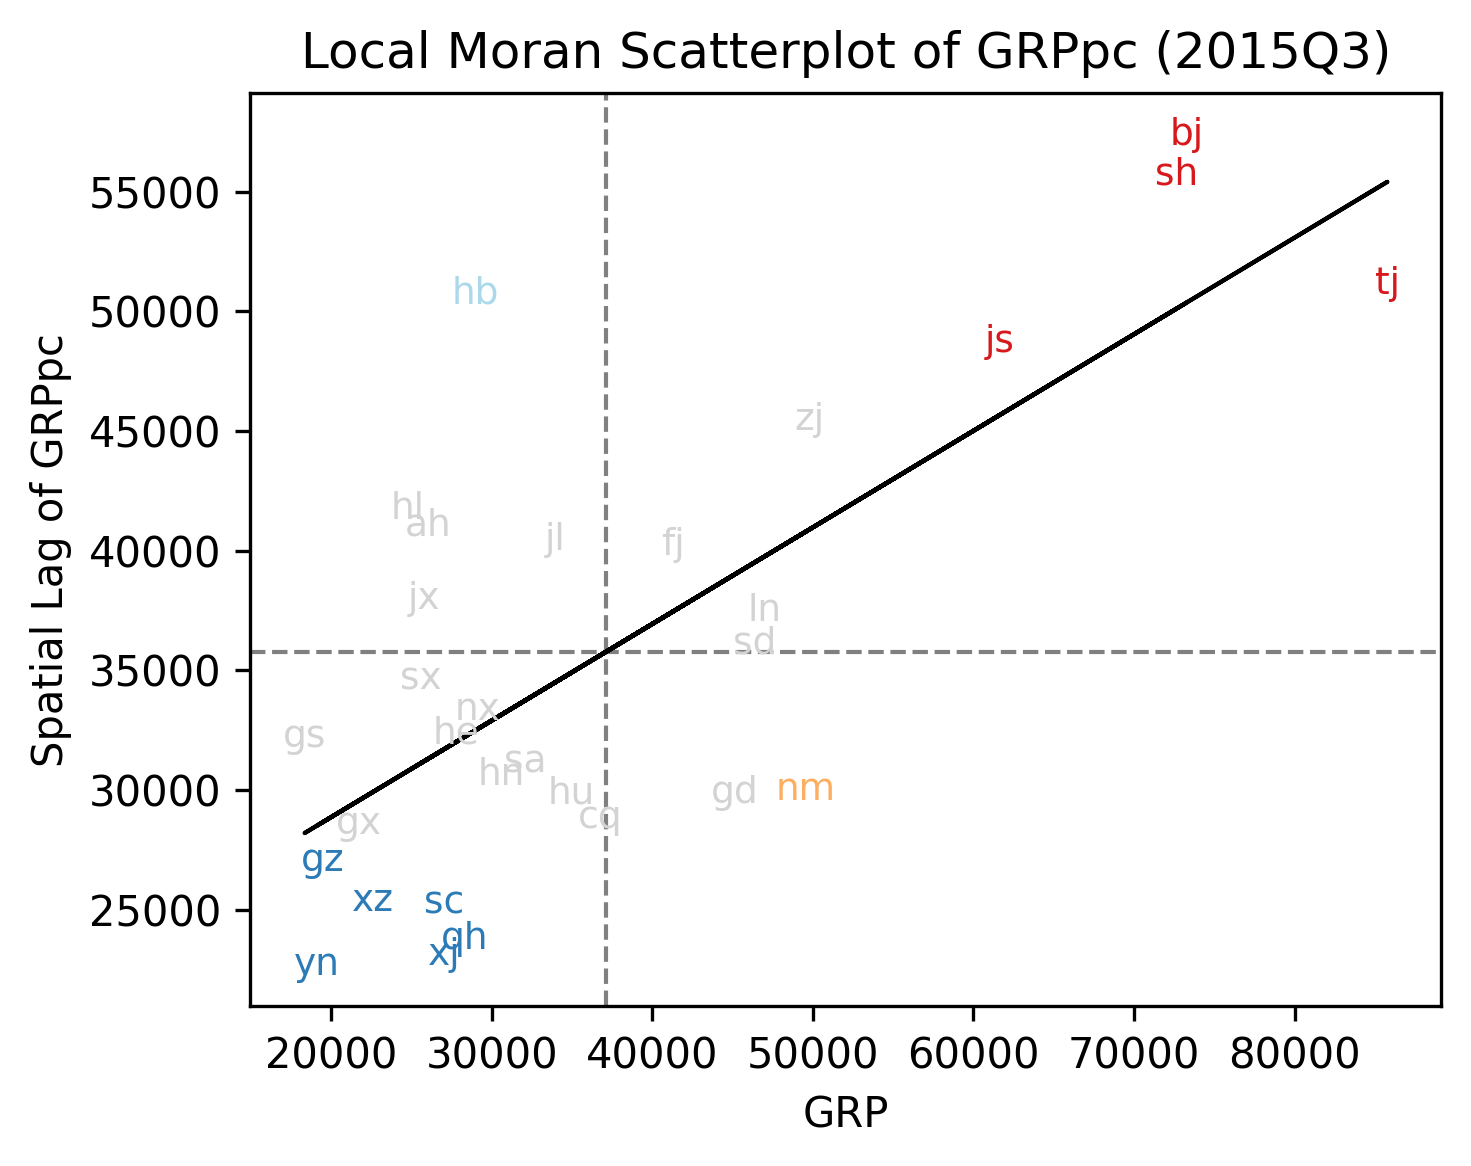 Local Moran Scatterplot of GRPpc (2015Q3)
bj
sh
55000
tj
hb
50000
js
zj
45000
hl
ah
jl
fj
40000
jx
ln
sd
35000
sx
nx
gs
he
sa
hn
30000
hu
gd
nm
cq
gx
gz
25000
xz
sc
qh
xj
yn
Spatial Lag of GRPpc
20000 30000 40000 50000 60000 70000 80000
GRP